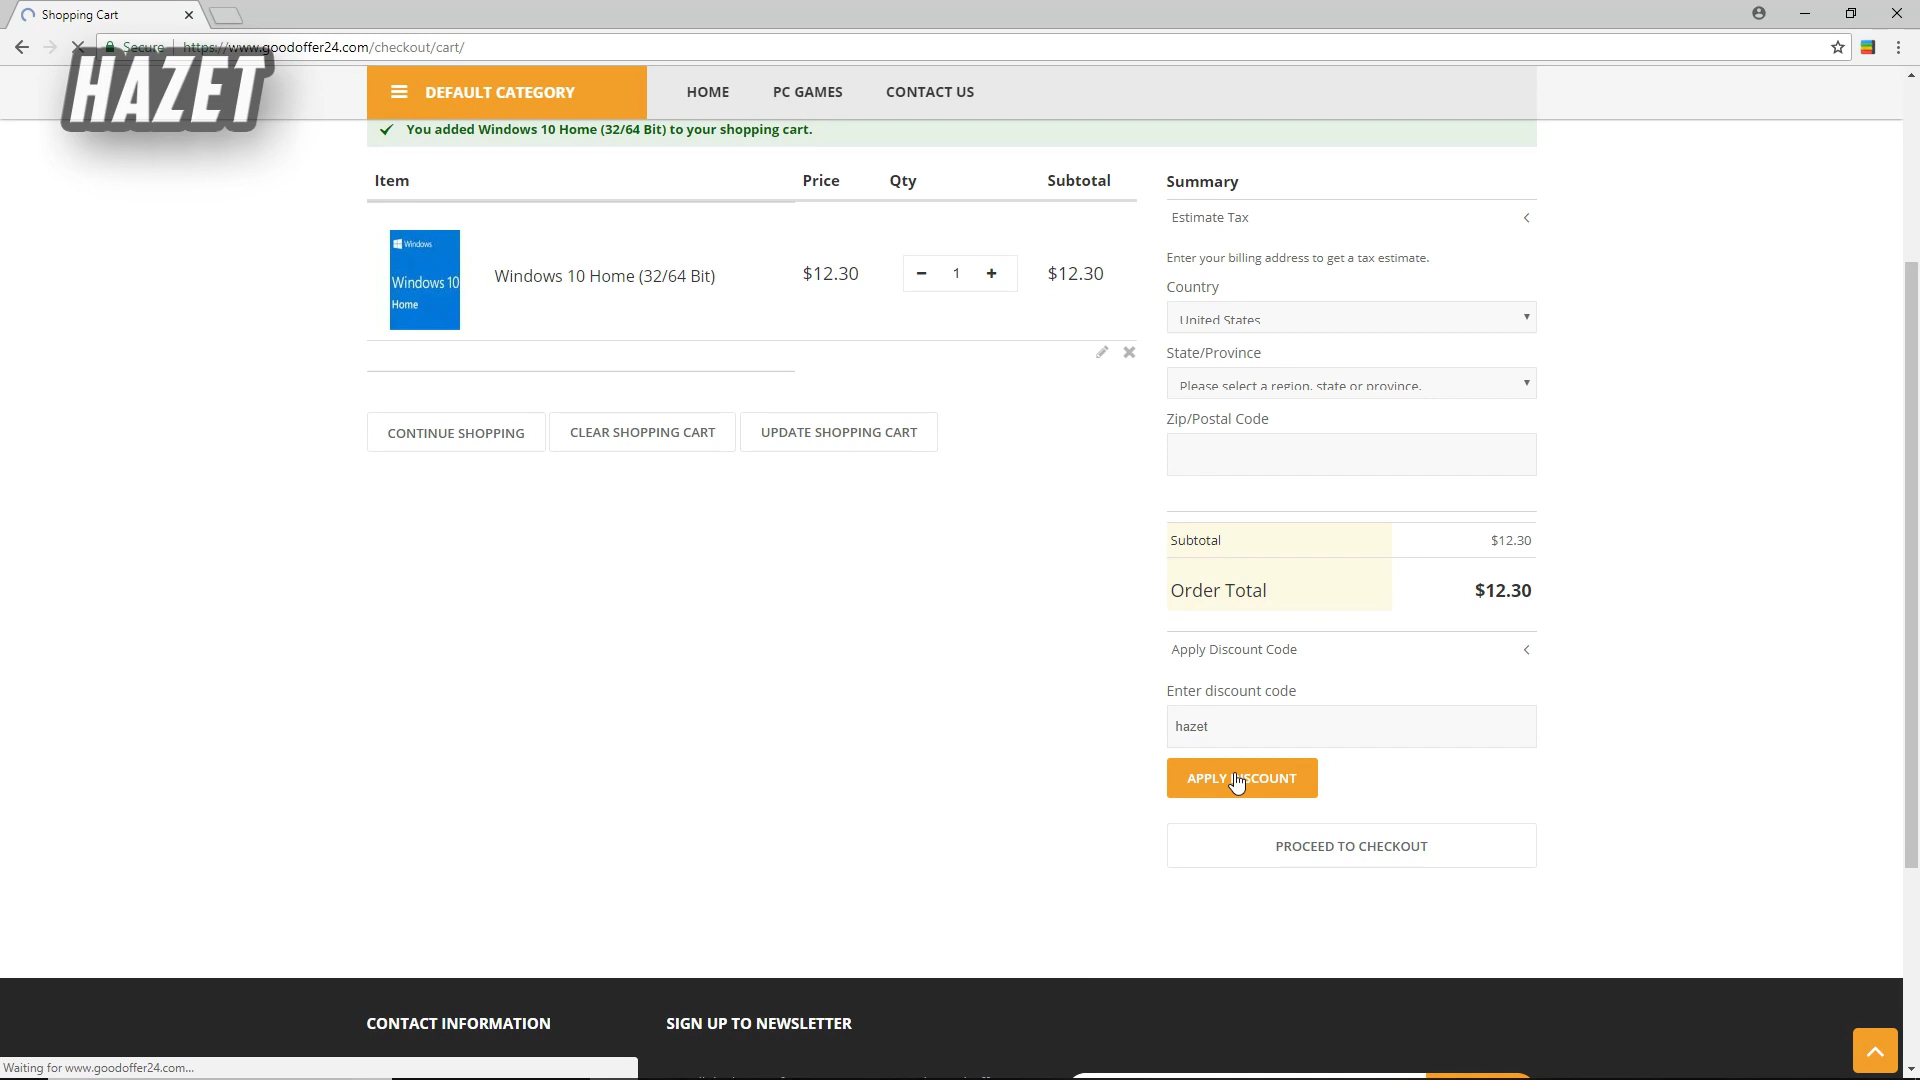 Shopping Cart
Secure https://www.goodoffer24.com/checkout/cart/
HAZET
DEFAULT CATEGORY
HOME
PC GAMES
CONTACT US
You added Windows 10 Home (32/64 Bit) to your shopping cart.
Item
Price
Qty
Subtotal
Windows
Windows 10
Home
Windows 10 Home (32/64 Bit)
$12.30
1
$12.30
CONTINUE SHOPPING
CLEAR SHOPPING CART
UPDATE SHOPPING CART
Summary
Estimate Tax
Enter your billing address to get a tax estimate.
Country
United States
State/Province
Please select a region, state or province.
Zip/Postal Code
Subtotal
$12.30
Order Total
$12.30
Apply Discount Code
Enter discount code
hazet
APPLY DISCOUNT
PROCEED TO CHECKOUT
CONTACT INFORMATION
SIGN UP TO NEWSLETTER
Waiting for www.goodoffer24.com...